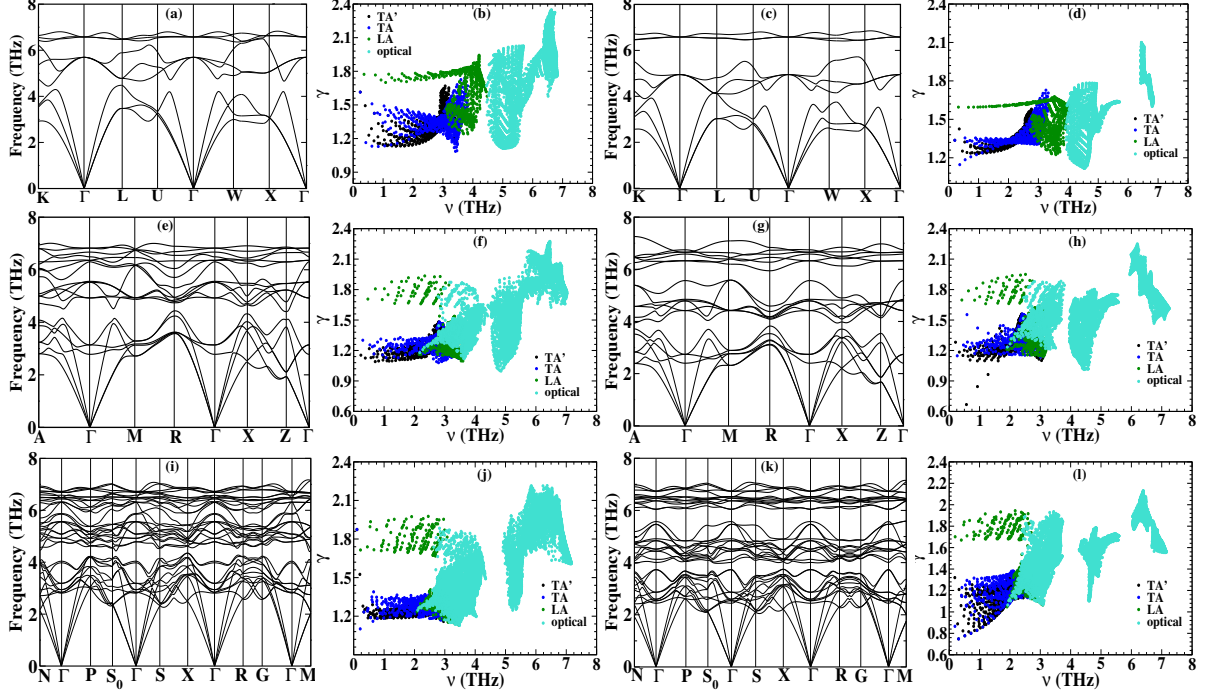 (a)
Frequency (THz)
8
6
4
2
0
K Γ L U Γ W X Γ
(b)
γ
2.4
2.1
1.8
1.5
1.2
0.9
TA'
TA
LA
optical
0 1 2 3 4 5 6 7 8
ν (THz)
(c)
Frequency (THz)
8
6
4
2
0
K Γ L U Γ W X Γ
(d)
γ
2.4
2.1
1.8
1.5
1.2
TA'
TA
LA
optical
0 1 2 3 4 5 6 7 8
ν (THz)
(e)
Frequency (THz)
8
6
4
2
0
A Γ M R Γ X Z Γ
(f)
γ
2.4
2.1
1.8
1.5
1.2
0.9
0.6
TA'
TA
LA
optical
0 1 2 3 4 5 6 7 8
ν (THz)
(g)
Frequency (THz)
8
6
4
2
0
A Γ M R Γ X Z Γ
(h)
γ
2.4
2.1
1.8
1.5
1.2
0.9
0.6
TA'
TA
LA
optical
0 1 2 3 4 5 6 7 8
ν (THz)
(i)
Frequency (THz)
8
6
4
2
0
N Γ P S₀ Γ S X Γ R G Γ M
(j)
γ
2.4
2.1
1.8
1.5
1.2
TA'
TA
LA
optical
0 1 2 3 4 5 6 7 8
ν (THz)
(k)
Frequency (THz)
8
6
4
2
0
N Γ P S₀ Γ S X Γ R G Γ M
(l)
γ
2.4
2.2
2
1.8
1.6
1.4
1.2
1
0.8
0.6
TA'
TA
LA
optical
0 1 2 3 4 5 6 7 8
ν (THz)